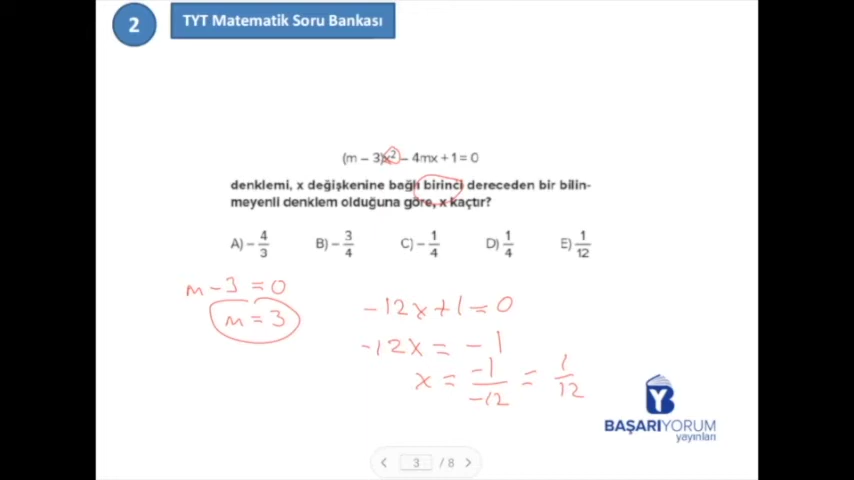 2
TYT Matematik Soru Bankası
(m – 3)x² – 4mx + 1 = 0
denklemi, x değişkenine bağlı birinci dereceden bir bilin-
meyenli denklem olduğuna göre, x kaçtır?
A) – 4/3 B) – 3/4 C) – 1/4 D) 1/4 E) 1/12
m – 3 = 0
m = 3
–12x + 1 = 0
–12x = –1
x = –1/–12 = 1/12
BAŞARIYORUM
yayınları
3 / 8